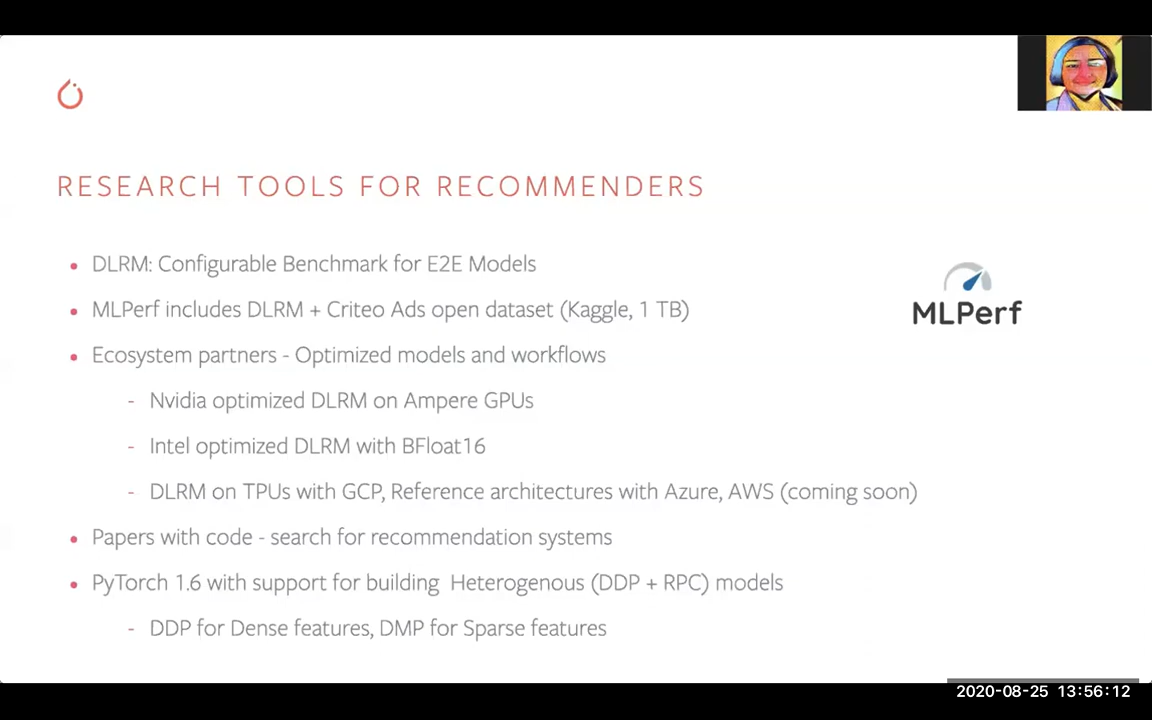 RESEARCH TOOLS FOR RECOMMENDERS
• DLRM: Configurable Benchmark for E2E Models
• MLPerf includes DLRM + Criteo Ads open dataset (Kaggle, 1 TB)
MLPerf
• Ecosystem partners - Optimized models and workflows
- Nvidia optimized DLRM on Ampere GPUs
- Intel optimized DLRM with BFloat16
- DLRM on TPUs with GCP, Reference architectures with Azure, AWS (coming soon)
• Papers with code - search for recommendation systems
• PyTorch 1.6 with support for building Heterogenous (DDP + RPC) models
- DDP for Dense features, DMP for Sparse features
2020-08-25 13:56:12